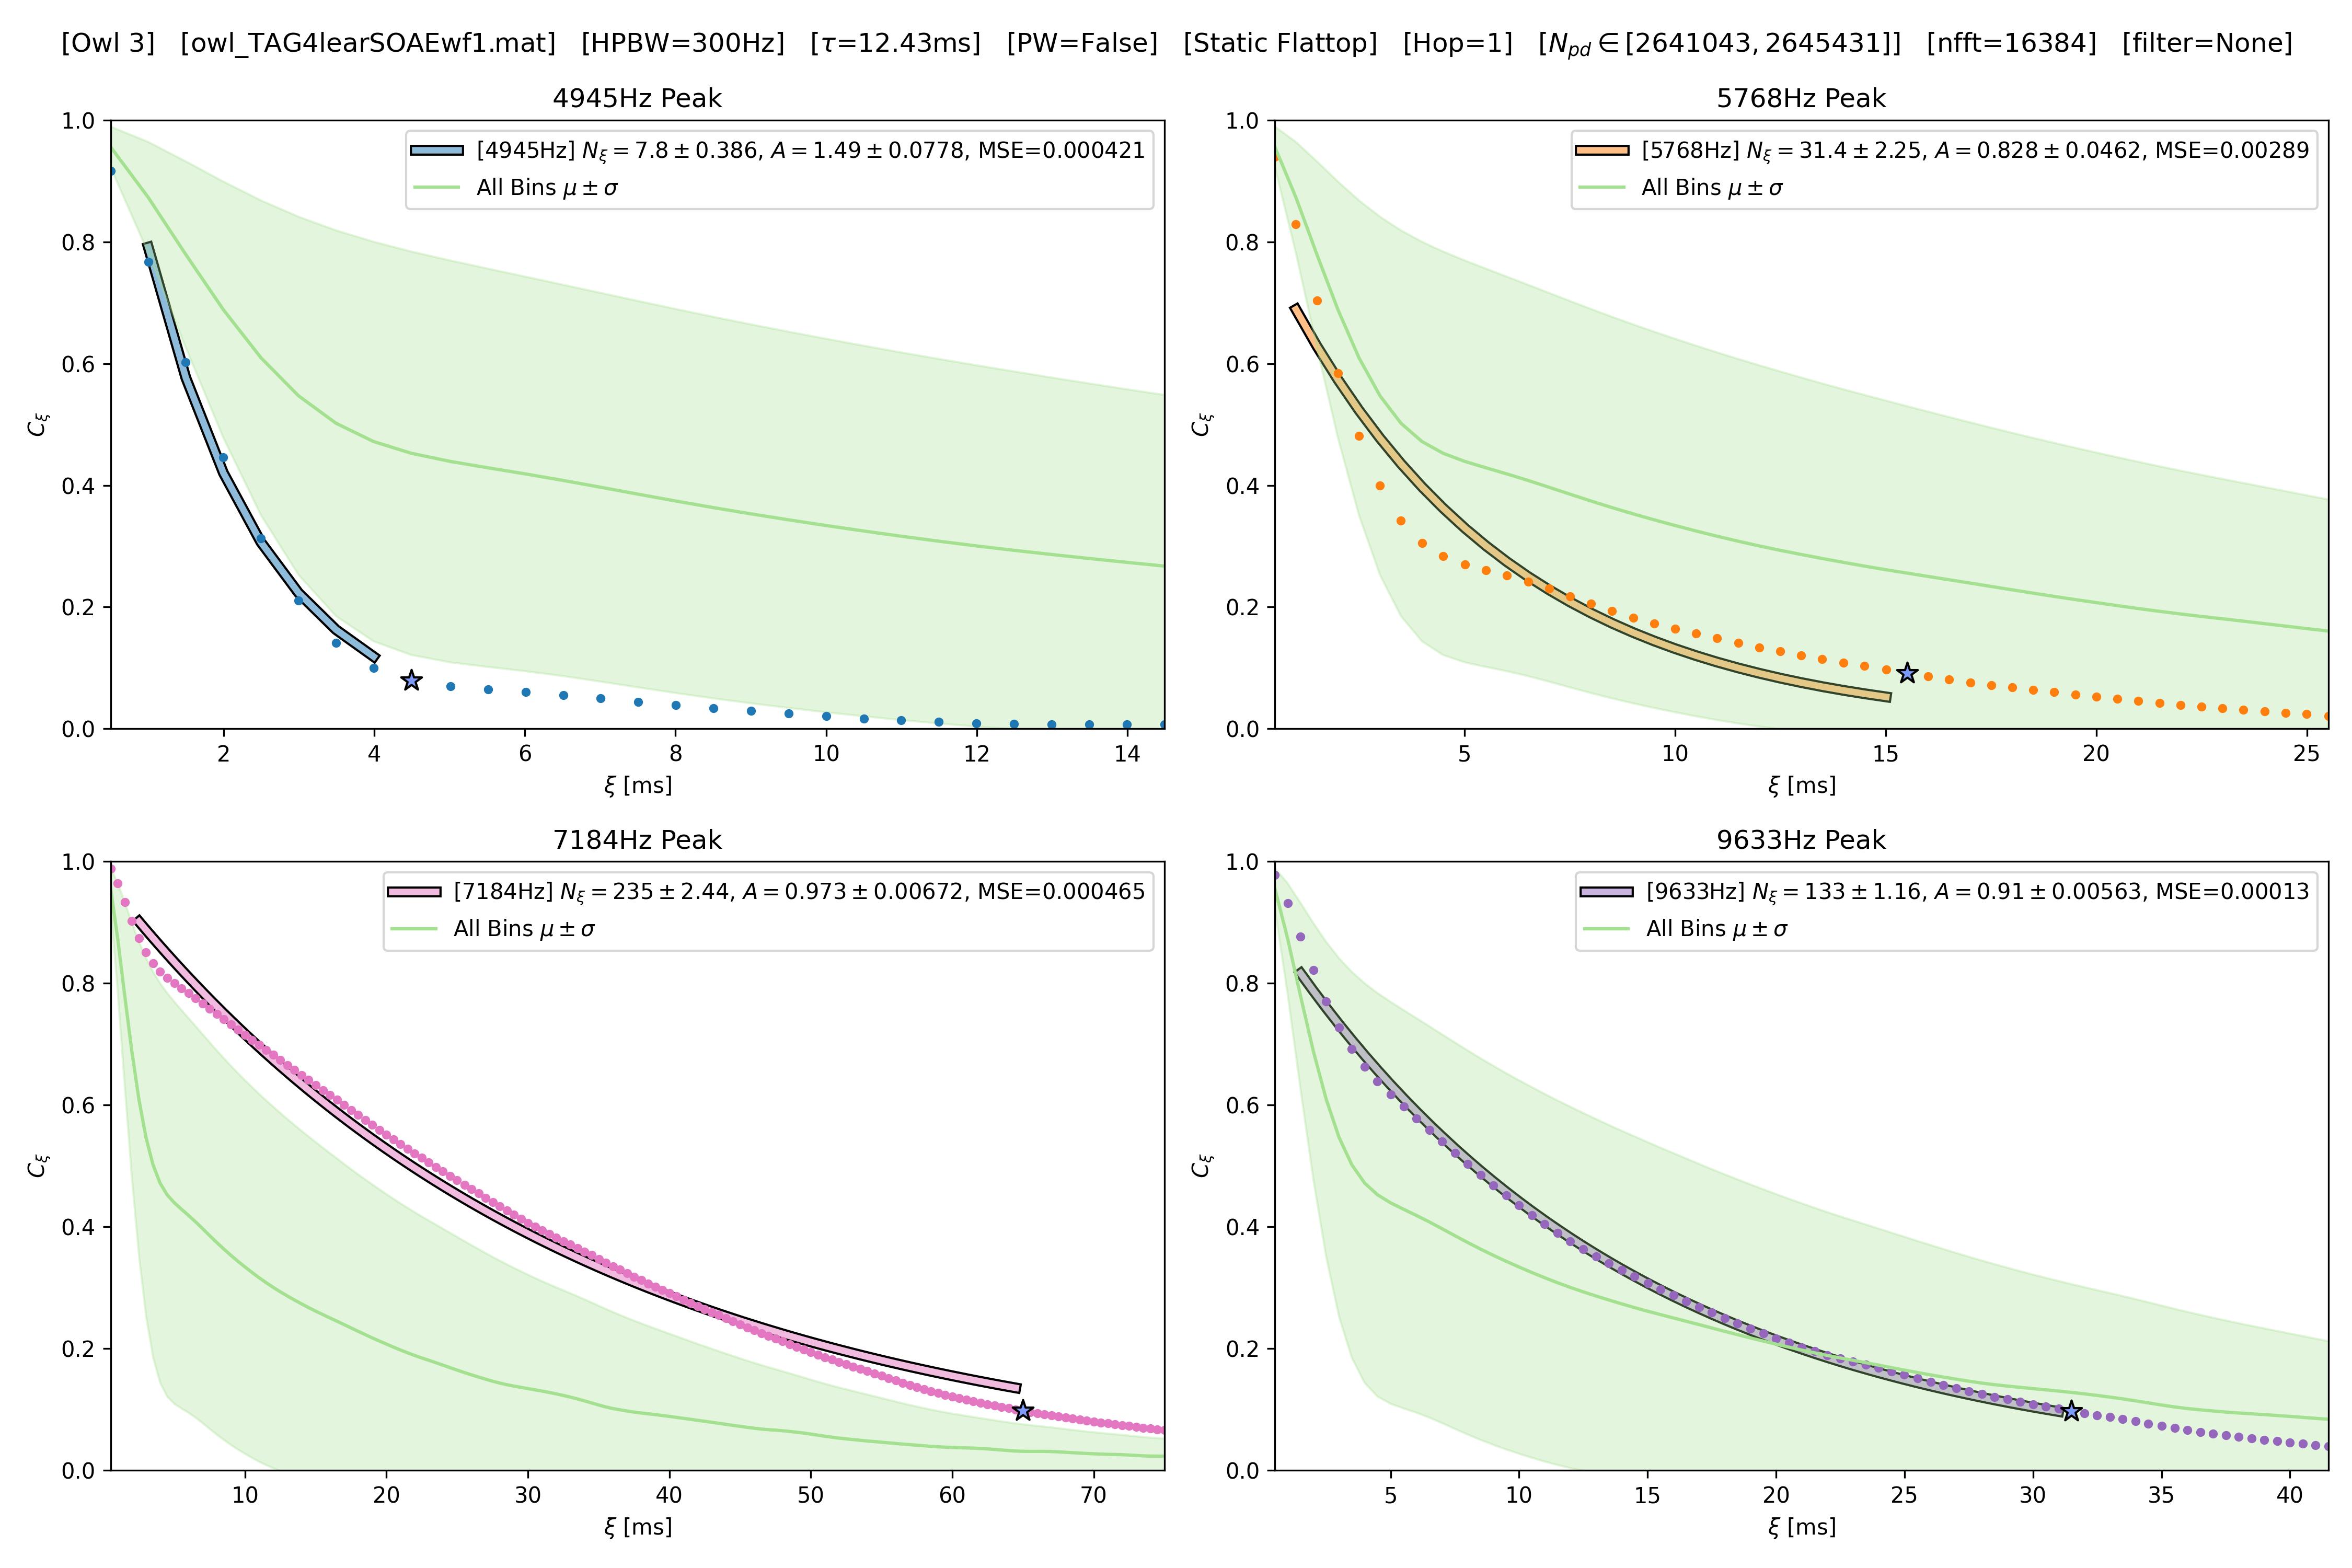 [Owl 3] [owl_TAG4learSOAEwf1.mat] [HPBW=300Hz] [τ=12.43ms] [PW=False] [Static Flattop] [Hop=1] [N_pd ∈ [2641043, 2645431]] [nfft=16384] [filter=None]
4945Hz Peak
[4945Hz] N_ξ = 7.8 ± 0.386, A = 1.49 ± 0.0778, MSE=0.000421
All Bins μ ± σ
1.0
0.8
0.6
0.4
0.2
0.0
C_ξ
2 4 6 8 10 12 14
ξ [ms]
5768Hz Peak
[5768Hz] N_ξ = 31.4 ± 2.25, A = 0.828 ± 0.0462, MSE=0.00289
All Bins μ ± σ
1.0
0.8
0.6
0.4
0.2
0.0
C_ξ
5 10 15 20 25
ξ [ms]
7184Hz Peak
[7184Hz] N_ξ = 235 ± 2.44, A = 0.973 ± 0.00672, MSE=0.000465
All Bins μ ± σ
1.0
0.8
0.6
0.4
0.2
0.0
C_ξ
10 20 30 40 50 60 70
ξ [ms]
9633Hz Peak
[9633Hz] N_ξ = 133 ± 1.16, A = 0.91 ± 0.00563, MSE=0.00013
All Bins μ ± σ
1.0
0.8
0.6
0.4
0.2
0.0
C_ξ
5 10 15 20 25 30 35 40
ξ [ms]